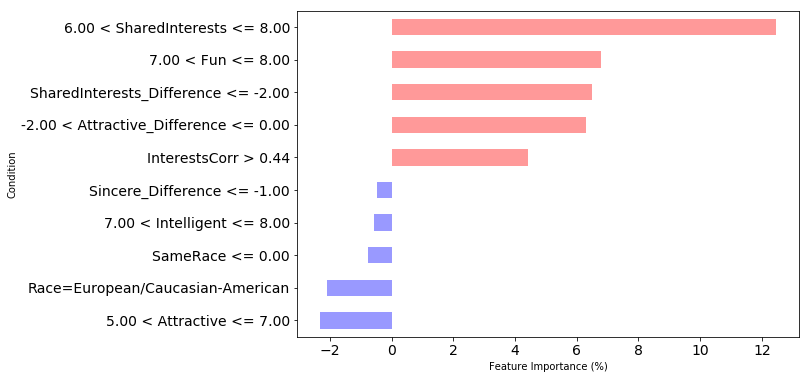 6.00 < SharedInterests <= 8.00
7.00 < Fun <= 8.00
SharedInterests_Difference <= -2.00
-2.00 < Attractive_Difference <= 0.00
InterestsCorr > 0.44
Sincere_Difference <= -1.00
7.00 < Intelligent <= 8.00
SameRace <= 0.00
Race=European/Caucasian-American
5.00 < Attractive <= 7.00
Condition
−2 0 2 4 6 8 10 12
Feature Importance (%)